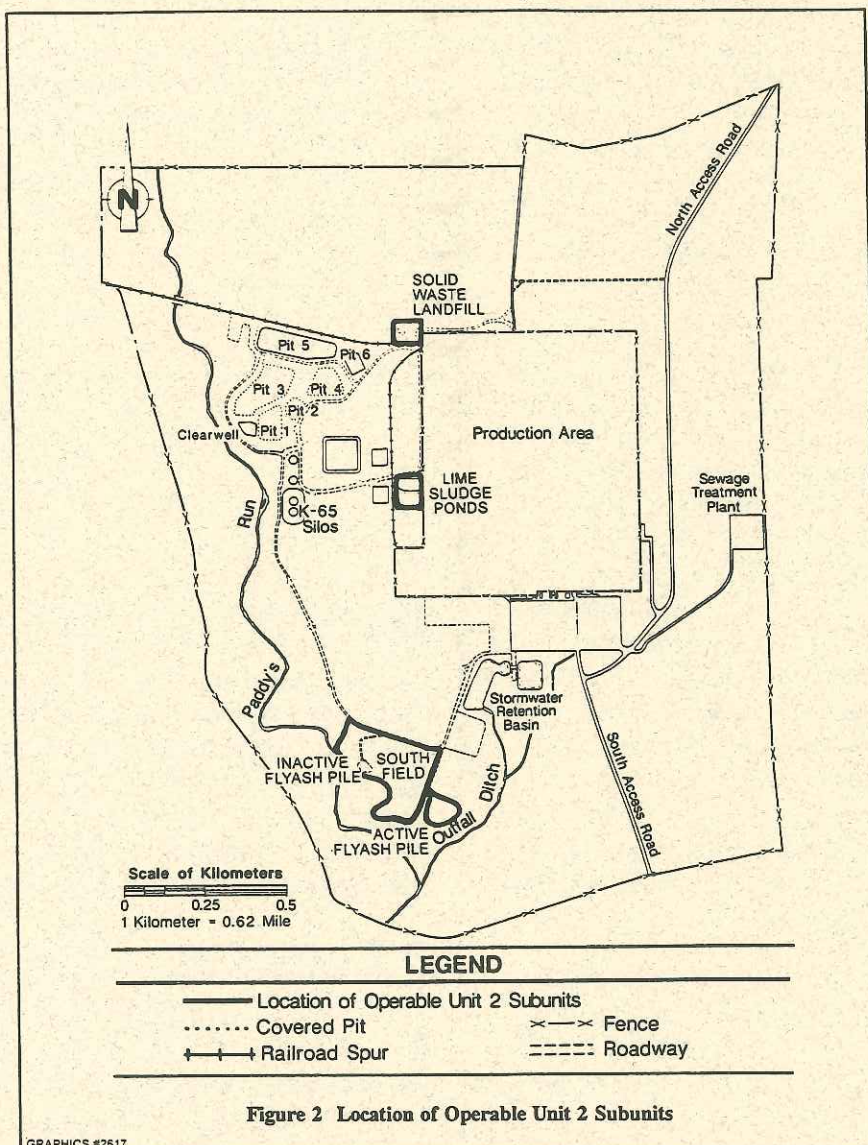 N
North Access Road
SOLID
WASTE
LANDFILL
Pit 5
Pit 6
Pit 3
Pit 4
Pit 2
Pit 1
Clearwell
Production Area
LIME
SLUDGE
PONDS
Sewage
Treatment
Plant
K-65
Silos
Paddy's Run
Stormwater
Retention
Basin
INACTIVE
FLYASH PILE
SOUTH
FIELD
ACTIVE
FLYASH PILE
Outfall Ditch
South Access Road
Scale of Kilometers
0 0.25 0.5
1 Kilometer = 0.62 Mile
LEGEND
Location of Operable Unit 2 Subunits
Covered Pit
Fence
Railroad Spur
Roadway
Figure 2 Location of Operable Unit 2 Subunits
GRAPHICS #2617